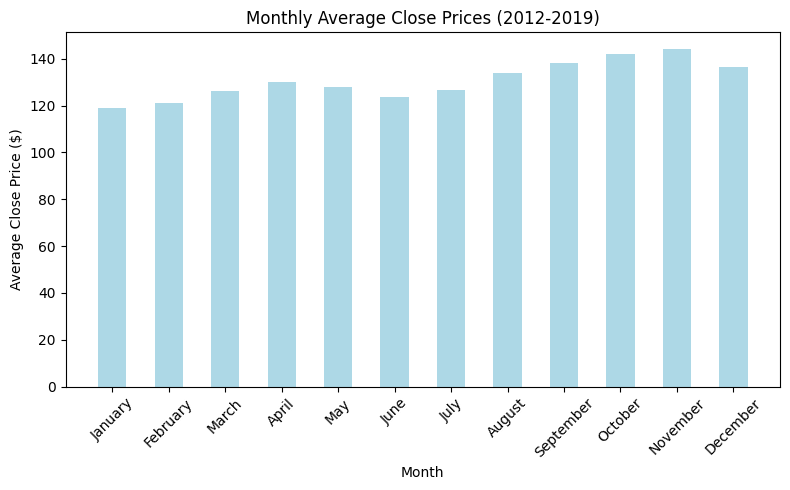 Monthly Average Close Prices (2012-2019)
Average Close Price ($)
140
120
100
80
60
40
20
0
January
February
March
April
May
June
July
August
September
October
November
December
Month